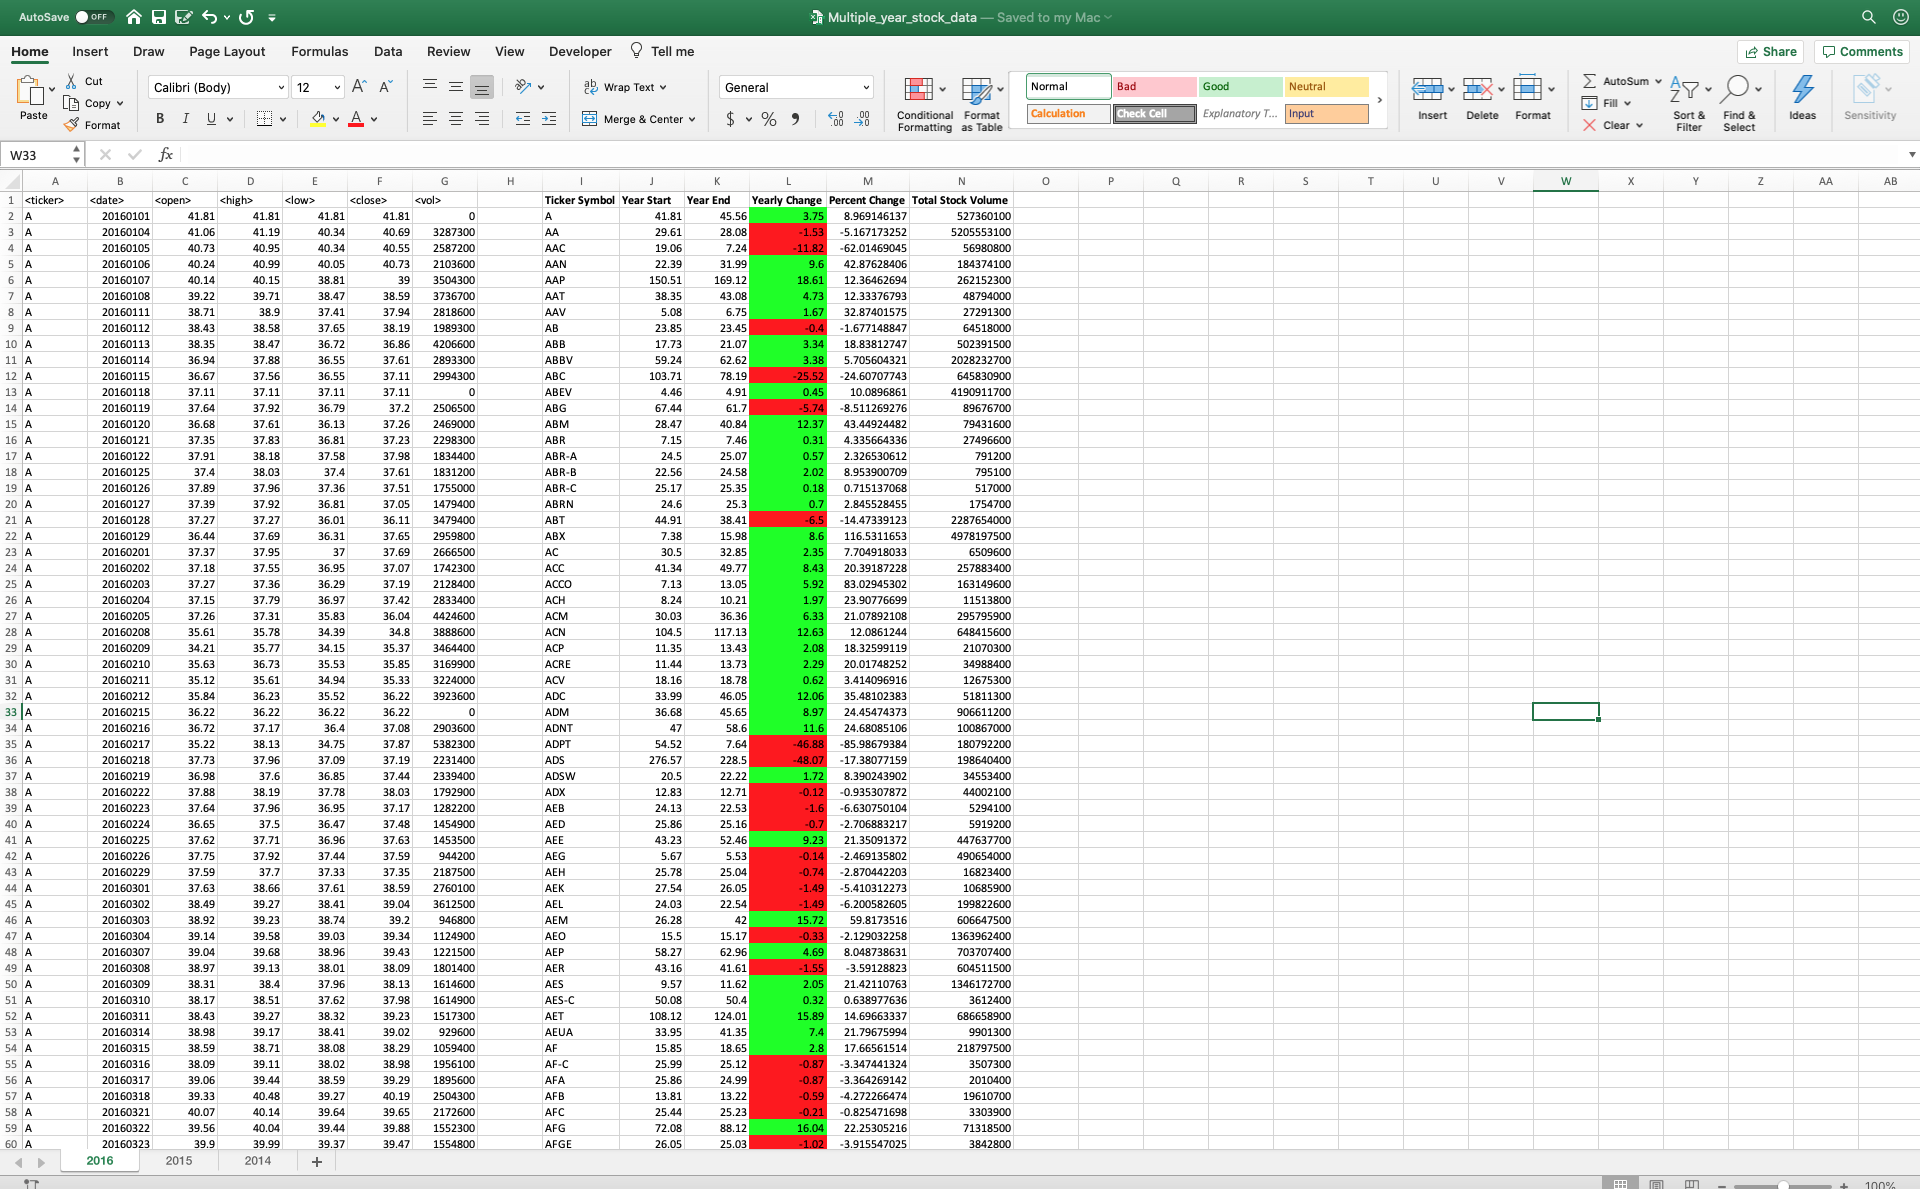 AutoSave OFF Multiple_year_stock_data — Saved to my Mac
Home Insert Draw Page Layout Formulas Data Review View Developer Tell me Share Comments
Paste Cut Copy Format
Calibri (Body) 12 A A B I U A
Wrap Text Merge & Center
General $ % 
Conditional Formatting Format as Table
Normal Bad Good Neutral
Calculation Check Cell Explanatory T... Input
Insert Delete Format
AutoSum Fill Clear
Sort & Filter Find & Select Ideas Sensitivity
W33 fx
A B C D E F G H I J K L M N O P Q R S T U V W X Y Z AA AB
1 <ticker> <date> <open> <high> <low> <close> <vol> Ticker Symbol Year Start Year End Yearly Change Percent Change Total Stock Volume
2 A 20160101 41.81 41.81 41.81 41.81 0 A 41.81 45.56 3.75 8.969146137 527360100
3 A 20160104 41.06 41.19 40.34 40.69 3287300 AA 29.61 28.08 -1.53 -5.167173252 5205553100
4 A 20160105 40.73 40.95 40.34 40.55 2587200 AAC 19.06 7.24 -11.82 -62.01469045 56980800
5 A 20160106 40.24 40.99 40.05 40.73 2103600 AAN 22.39 31.99 9.6 42.87628406 184374100
6 A 20160107 40.14 40.15 38.81 39 3504300 AAP 150.51 169.12 18.61 12.36462694 262152300
7 A 20160108 39.22 39.71 38.47 38.59 3736700 AAT 38.35 43.08 4.73 12.33376793 48794000
8 A 20160111 38.71 38.9 37.41 37.94 2818600 AAV 5.08 6.75 1.67 32.87401575 27291300
9 A 20160112 38.43 38.58 37.65 38.19 1989300 AB 23.85 23.45 -0.4 -1.677148847 64518000
10 A 20160113 38.35 38.47 36.72 36.86 4206600 ABB 17.73 21.07 3.34 18.83812747 502391500
11 A 20160114 36.94 37.88 36.55 37.61 2893300 ABBV 59.24 62.62 3.38 5.705604321 2028232700
12 A 20160115 36.67 37.56 36.55 37.11 2994300 ABC 103.71 78.19 -25.52 -24.60707743 645830900
13 A 20160118 37.11 37.11 37.11 37.11 0 ABEV 4.46 4.91 0.45 10.0896861 4190911700
14 A 20160119 37.64 37.92 36.79 37.2 2506500 ABG 67.44 61.7 -5.74 -8.511269276 89676700
15 A 20160120 36.68 37.61 36.13 37.26 2469000 ABM 28.47 40.84 12.37 43.44924482 79431600
16 A 20160121 37.35 37.83 36.81 37.23 2298300 ABR 7.15 7.46 0.31 4.335664336 27496600
17 A 20160122 37.91 38.18 37.58 37.98 1834400 ABR-A 24.5 25.07 0.57 2.326530612 791200
18 A 20160125 37.4 38.03 37.4 37.61 1831200 ABR-B 22.56 24.58 2.02 8.953900709 795100
19 A 20160126 37.89 37.96 37.36 37.51 1755000 ABR-C 25.17 25.35 0.18 0.715137068 517000
20 A 20160127 37.39 37.92 36.81 37.05 1479400 ABRN 24.6 25.3 0.7 2.845528455 1754700
21 A 20160128 37.27 37.27 36.01 36.11 3479400 ABT 44.91 38.41 -6.5 -14.47339123 2287654000
22 A 20160129 36.44 37.69 36.31 37.65 2959800 ABX 7.38 15.98 8.6 116.5311653 4978197500
23 A 20160201 37.37 37.95 37 37.69 2666500 AC 30.5 32.85 2.35 7.704918033 6509600
24 A 20160202 37.18 37.55 36.95 37.07 1742300 ACC 41.34 49.77 8.43 20.39187228 257883400
25 A 20160203 37.27 37.36 36.29 37.19 2128400 ACCO 7.13 13.05 5.92 83.02945302 163149600
26 A 20160204 37.15 37.79 36.97 37.42 2833400 ACH 8.24 10.21 1.97 23.90776699 11513800
27 A 20160205 37.26 37.31 35.83 36.04 4424600 ACM 30.03 36.36 6.33 21.07892108 295795900
28 A 20160208 35.61 35.78 34.39 34.8 3888600 ACN 104.5 117.13 12.63 12.0861244 648415600
29 A 20160209 34.21 35.77 34.15 35.37 3464400 ACP 11.35 13.43 2.08 18.32599119 21070300
30 A 20160210 35.63 36.73 35.53 35.85 3169900 ACRE 11.44 13.73 2.29 20.01748252 34988400
31 A 20160211 35.12 35.61 34.94 35.33 3224000 ACV 18.16 18.78 0.62 3.414096916 12675300
32 A 20160212 35.84 36.23 35.52 36.22 3923600 ADC 33.99 46.05 12.06 35.48102383 51811300
33 A 20160215 36.22 36.22 36.22 36.22 0 ADM 36.68 45.65 8.97 24.45474373 906611200
34 A 20160216 36.72 37.17 36.4 37.08 2903600 ADNT 47 58.6 11.6 24.68085106 100867000
35 A 20160217 35.22 38.13 34.75 37.87 5382300 ADPT 54.52 7.64 -46.88 -85.98679384 180792200
36 A 20160218 37.73 37.96 37.09 37.19 2231400 ADS 276.57 228.5 -48.07 -17.38077159 198640400
37 A 20160219 36.98 37.6 36.85 37.44 2339400 ADSW 20.5 22.22 1.72 8.390243902 34553400
38 A 20160222 37.88 38.19 37.78 38.03 1792900 ADX 12.83 12.71 -0.12 -0.935307872 44002100
39 A 20160223 37.64 37.96 36.95 37.17 1282200 AEB 24.13 22.53 -1.6 -6.630750104 5294100
40 A 20160224 36.65 37.5 36.47 37.48 1454900 AED 25.86 25.16 -0.7 -2.706883217 5919200
41 A 20160225 37.62 37.71 36.96 37.63 1453500 AEE 43.23 52.46 9.23 21.35091372 447637700
42 A 20160226 37.75 37.92 37.44 37.59 944200 AEG 5.67 5.53 -0.14 -2.469135802 490654000
43 A 20160229 37.59 37.7 37.33 37.35 2187500 AEH 25.78 25.04 -0.74 -2.870442203 16823400
44 A 20160301 37.63 38.66 37.61 38.59 2760100 AEK 27.54 26.05 -1.49 -5.410312273 10685900
45 A 20160302 38.49 39.27 38.41 39.04 3612500 AEL 24.03 22.54 -1.49 -6.200582605 199822600
46 A 20160303 38.92 39.23 38.74 39.2 946800 AEM 26.28 42 15.72 59.8173516 606647500
47 A 20160304 39.14 39.58 39.03 39.34 1124900 AEO 15.5 15.17 -0.33 -2.129032258 1363962400
48 A 20160307 39.04 39.68 38.96 39.43 1221500 AEP 58.27 62.96 4.69 8.048738631 703707400
49 A 20160308 38.97 39.13 38.01 38.09 1801400 AER 43.16 41.61 -1.55 -3.59128823 604511500
50 A 20160309 38.31 38.4 37.96 38.13 1614600 AES 9.57 11.62 2.05 21.42110763 1346172700
51 A 20160310 38.17 38.51 37.62 37.98 1614900 AES-C 50.08 50.4 0.32 0.638977636 3612400
52 A 20160311 38.43 39.27 38.32 39.23 1517300 AET 108.12 124.01 15.89 14.69663337 686658900
53 A 20160314 38.98 39.17 38.41 39.02 929600 AEUA 33.95 41.35 7.4 21.79675994 9901300
54 A 20160315 38.59 38.71 38.08 38.29 1059400 AF 15.85 18.65 2.8 17.66561514 218797500
55 A 20160316 38.09 39.11 38.02 38.98 1956100 AF-C 25.99 25.12 -0.87 -3.347441324 3507300
56 A 20160317 39.06 39.44 38.59 39.29 1895600 AFA 25.86 24.99 -0.87 -3.364269142 2010400
57 A 20160318 39.33 40.48 39.27 40.19 2504300 AFB 13.81 13.22 -0.59 -4.272266474 19610700
58 A 20160321 40.07 40.14 39.64 39.65 2172600 AFC 25.44 25.23 -0.21 -0.825471698 3303900
59 A 20160322 39.56 40.04 39.44 39.88 1552300 AFG 72.08 88.12 16.04 22.25305216 71318500
60 A 20160323 39.9 39.99 39.37 39.47 1554800 AFGE 26.05 25.03 -1.02 -3.915547025 3842800
2016 2015 2014 +
100%